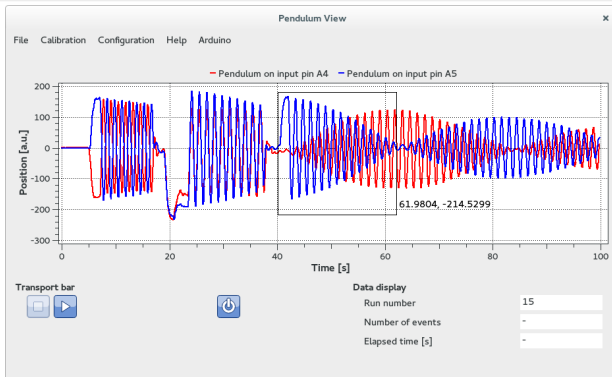 Pendulum View ×
File Calibration Configuration Help Arduino
Pendulum on input pin A4 Pendulum on input pin A5
200
100
0
-100
-200
-300
Position [a.u.]
61.9804, -214.5299
0 20 40 60 80 100
Time [s]
Transport bar
Data display
Run number 15
Number of events -
Elapsed time [s] -